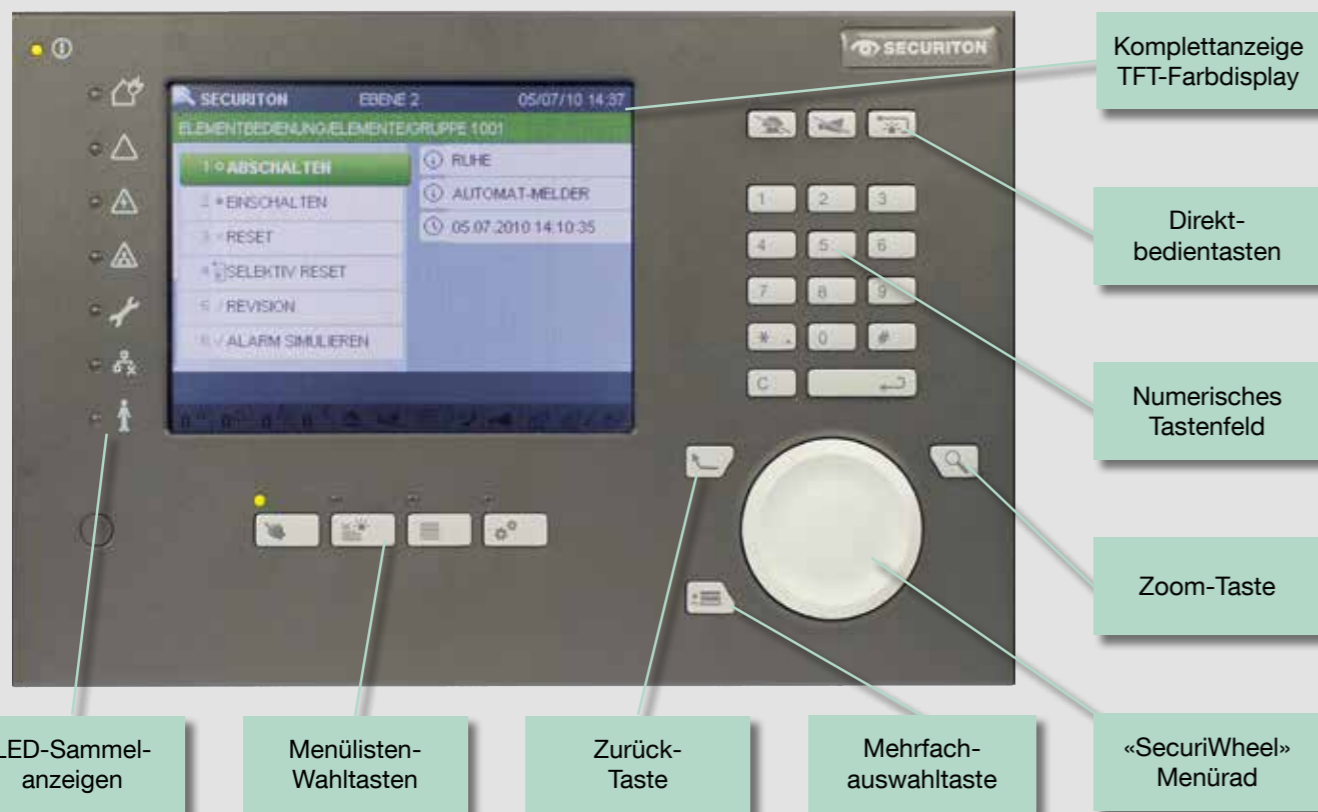 SECURITON
Komplettanzeige
TFT-Farbdisplay
SECURITON EBENE 2 05/07/10 14:37
ELEMENTBEDIENUNG/ELEMENTE/GRUPPE 1001
1 ABSCHALTEN
2 EINSCHALTEN
3 RESET
4 SELEKTIV RESET
5 REVISION
6 ALARM SIMULIEREN
RUHE
AUTOMAT-MELDER
05.07.2010 14:10:35
1 2 3
4 5 6
7 8 9
* . 0 #
C
Direkt-
bedientasten
Numerisches
Tastenfeld
Zoom-Taste
LED-Sammel-
anzeigen
Menülisten-
Wahltasten
Zurück-
Taste
Mehrfach-
auswahltaste
«SecuriWheel»
Menürad